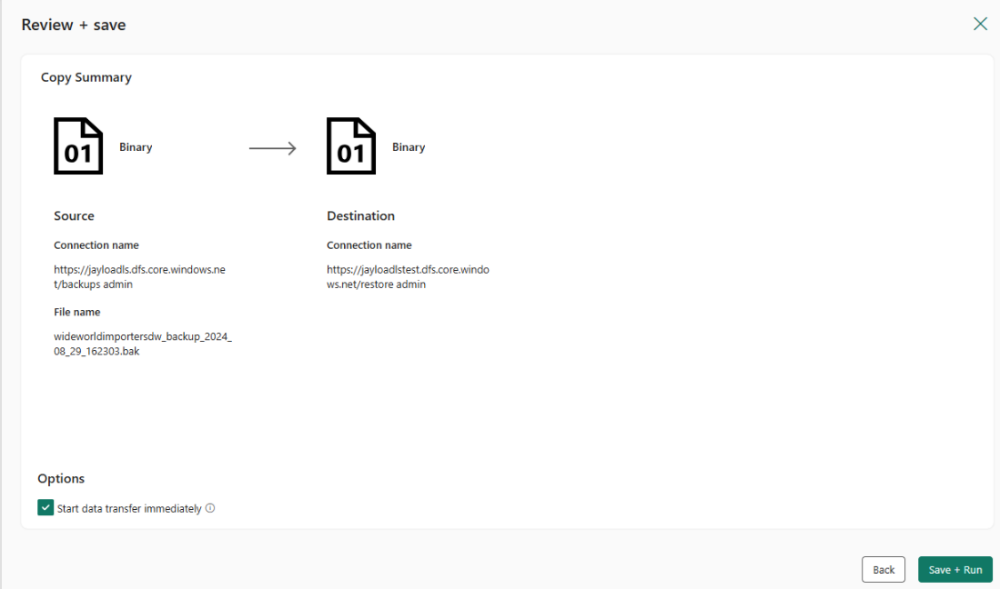 Review + save
Copy Summary
01
Binary
01
Binary
Source
Connection name
https://jayloadls.dfs.core.windows.ne
t/backups admin
File name
wideworldimportersdw_backup_2024_
08_29_162303.bak
Destination
Connection name
https://jayloadlstest.dfs.core.windo
ws.net/restore admin
Options
Start data transfer immediately
Back
Save + Run